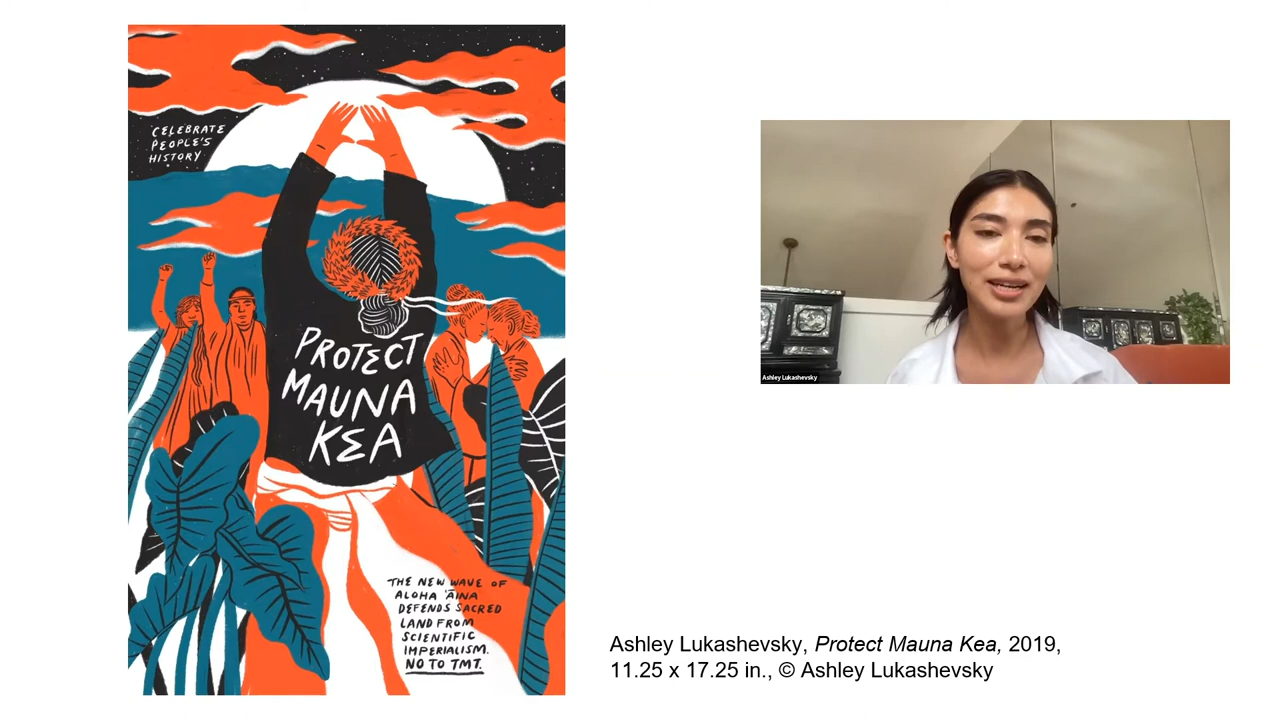 CELEBRATE
PEOPLE'S
HISTORY
PROTECT
MAUNA
KEA
THE NEW WAVE OF
ALOHA ʻĀINA
DEFENDS SACRED
LAND FROM
SCIENTIFIC
IMPERIALISM.
NO TO TMT.
Ashley Lukashevsky
Ashley Lukashevsky, Protect Mauna Kea, 2019,
11.25 x 17.25 in., © Ashley Lukashevsky